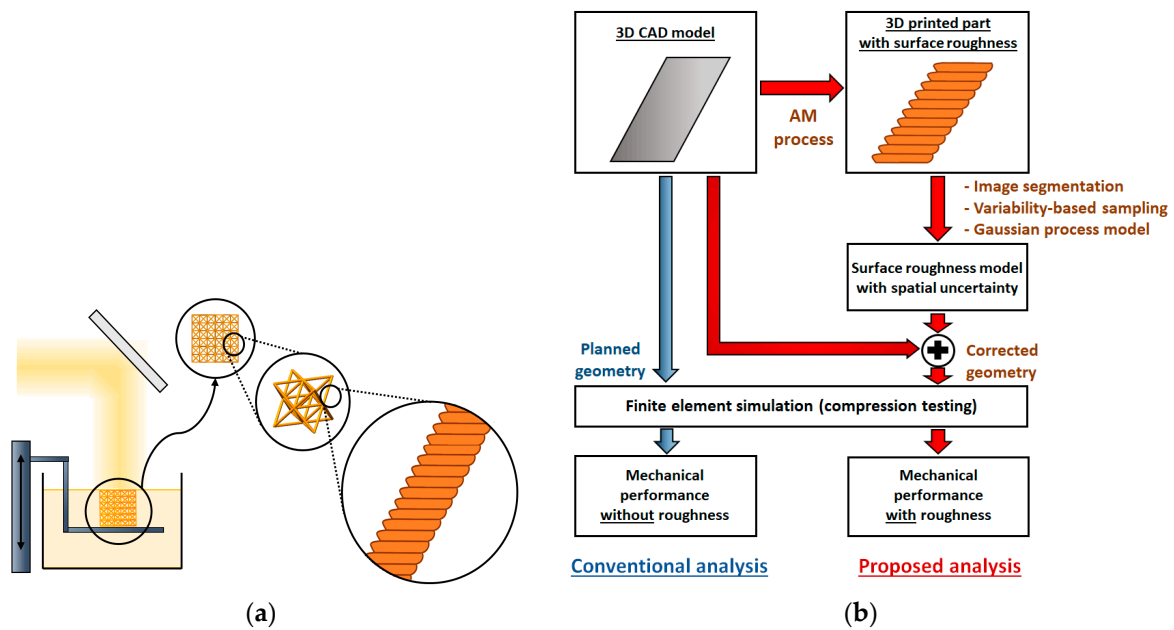 3D CAD model
3D printed part
with surface roughness
AM
process
- Image segmentation
- Variability-based sampling
- Gaussian process model
Surface roughness model
with spatial uncertainty
Planned
geometry
Corrected
geometry
Finite element simulation (compression testing)
Mechanical
performance
without roughness
Mechanical
performance
with roughness
Conventional analysis
Proposed analysis
(a)
(b)